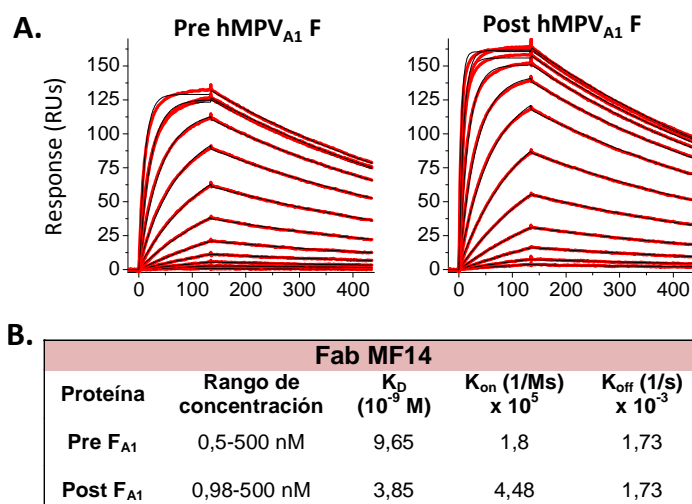 A.
Pre hMPVA1 F
Post hMPVA1 F
Response (RUs)
150
125
100
75
50
25
0
0 100 200 300 400
150
125
100
75
50
25
0
0 100 200 300 400
B.
Fab MF14
Proteína Rango de concentración KD (10-9 M) Kon (1/Ms) x 105 Koff (1/s) x 10-3
Pre FA1 0,5-500 nM 9,65 1,8 1,73
Post FA1 0,98-500 nM 3,85 4,48 1,73